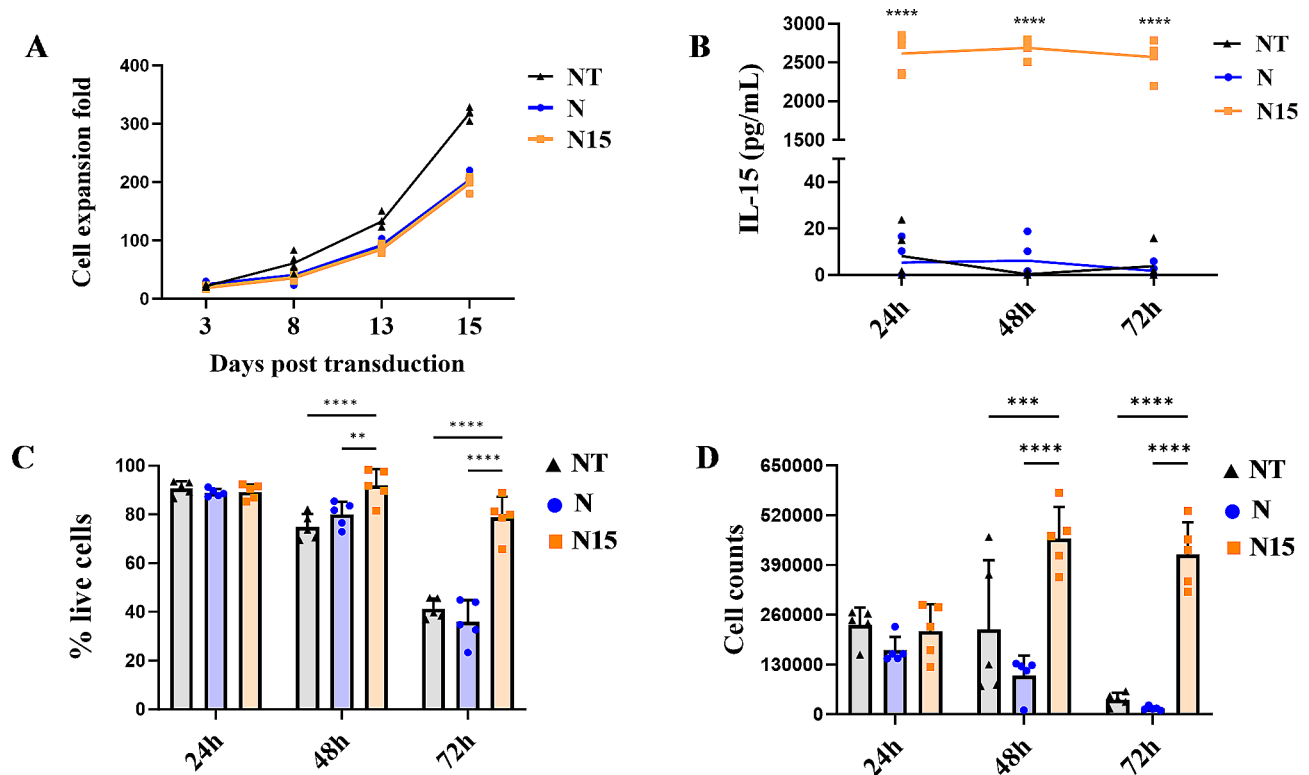 A
Cell expansion fold
400
300
200
100
0
3 8 13 15
Days post transduction
NT
N
N15
B
IL-15 (pg/mL)
**** **** ****
3000
2500
2000
1500
40
20
0
24h 48h 72h
NT
N
N15
C
% live cells
**** ****
** ****
100
80
60
40
20
0
24h 48h 72h
NT
N
N15
D
Cell counts
*** ****
**** ****
650000
520000
390000
260000
130000
0
24h 48h 72h
NT
N
N15